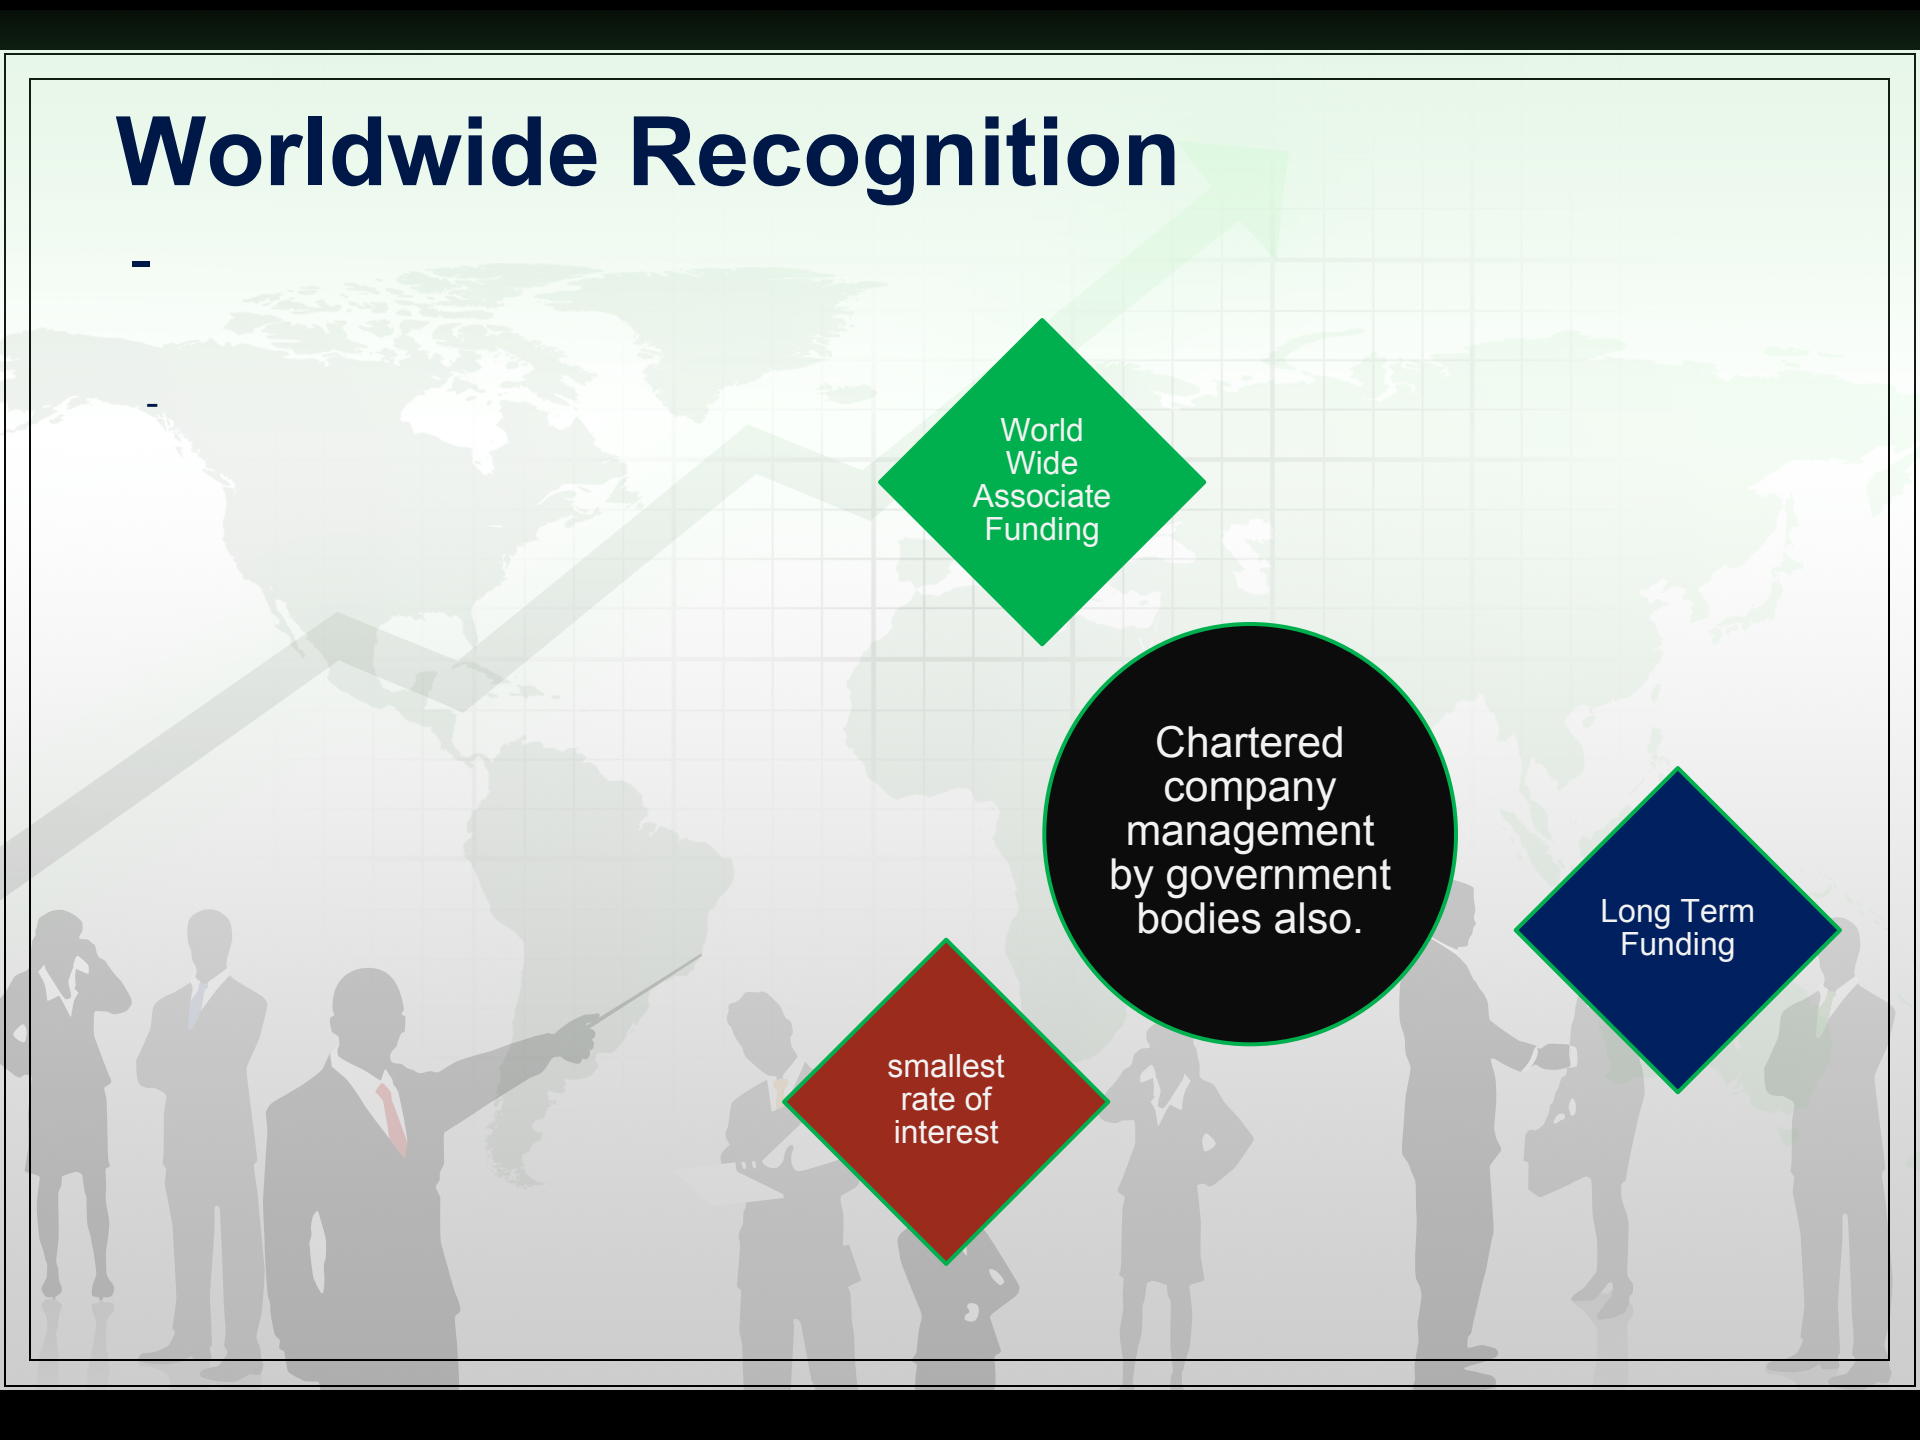 Worldwide Recognition
-
-
World
Wide
Associate
Funding
Chartered
company
management
by government
bodies also.
Long Term
Funding
smallest
rate of
interest